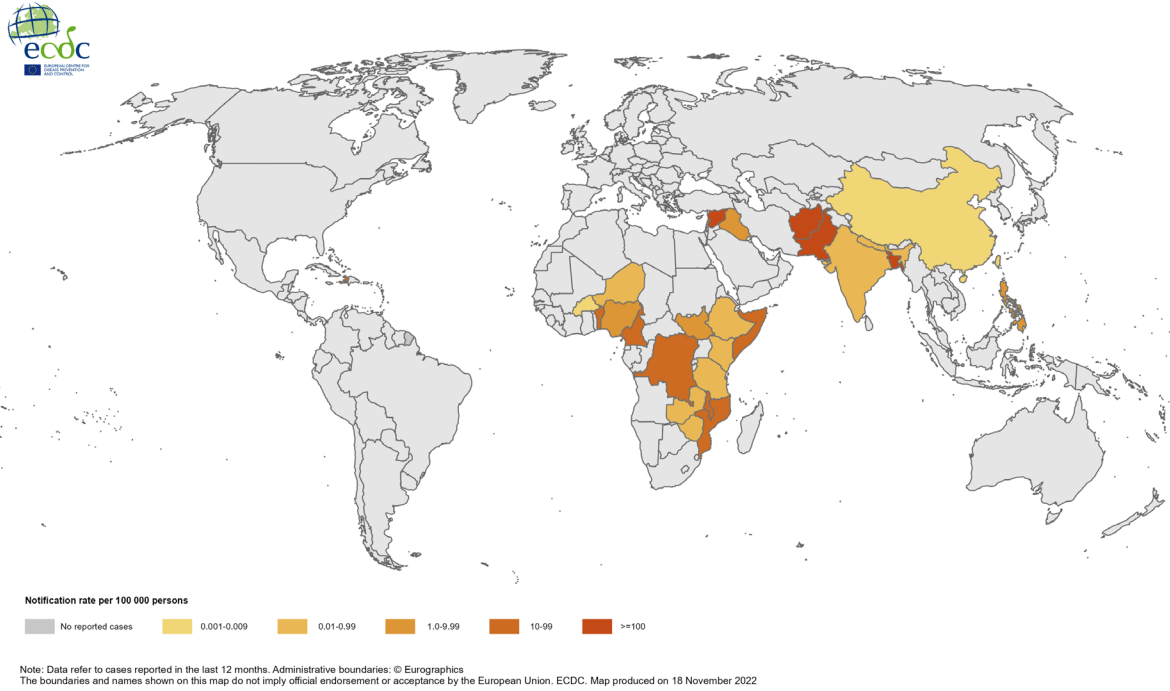 ecdc
EUROPEAN CENTRE FOR
DISEASE PREVENTION
AND CONTROL
Notification rate per 100 000 persons
No reported cases
0.001-0.009
0.01-0.99
1.0-9.99
10-99
>=100
Note: Data refer to cases reported in the last 12 months. Administrative boundaries: © Eurographics
The boundaries and names shown on this map do not imply official endorsement or acceptance by the European Union. ECDC. Map produced on 18 November 2022